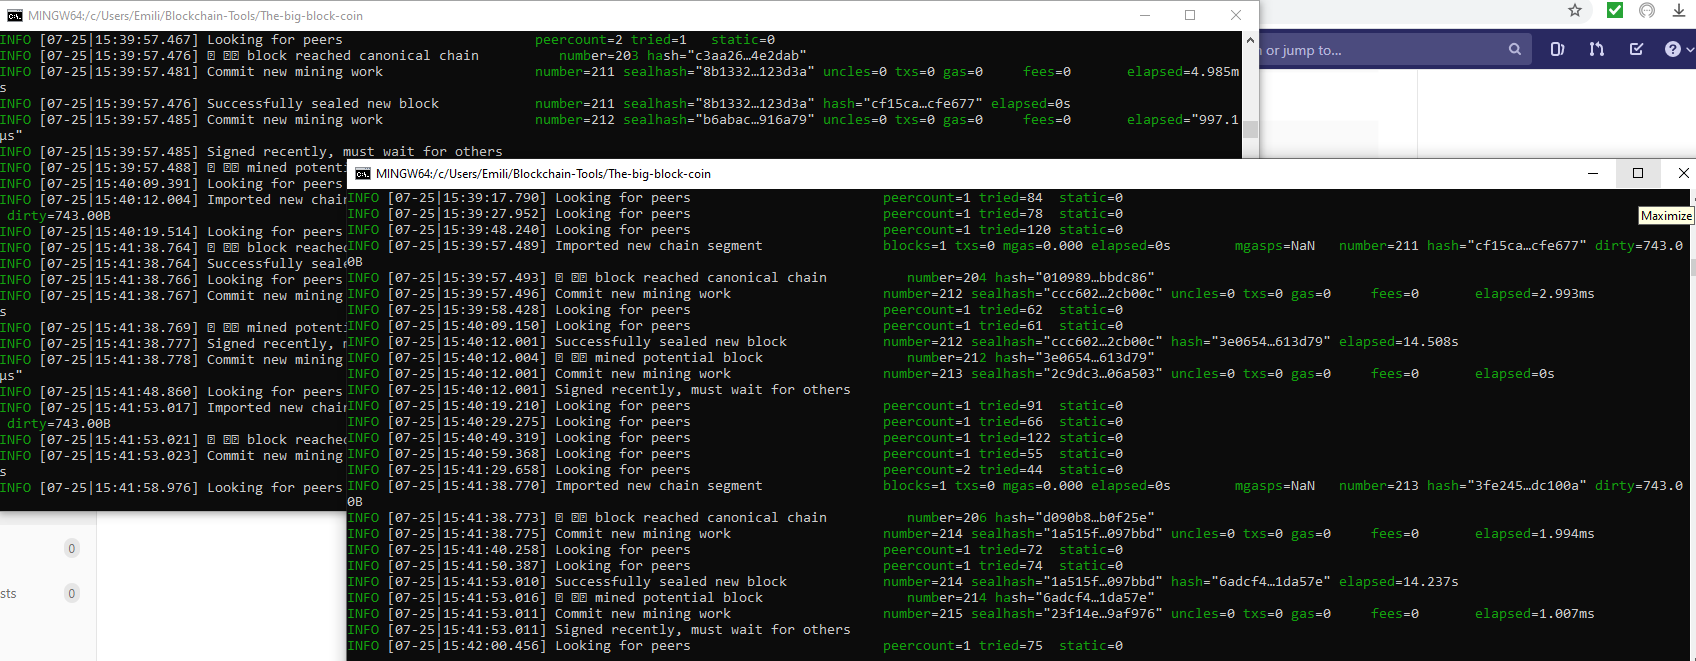 MINGW64:/c/Users/Emili/Blockchain-Tools/The-big-block-coin
n or jump to...
INFO [07-25|15:39:57.467] Looking for peers peercount=2 tried=1 static=0
INFO [07-25|15:39:57.476] block reached canonical chain number=203 hash="c3aa26…4e2dab"
INFO [07-25|15:39:57.481] Commit new mining work number=211 sealhash="8b1332…123d3a" uncles=0 txs=0 gas=0 fees=0 elapsed=4.985m
s
INFO [07-25|15:39:57.476] Successfully sealed new block number=211 sealhash="8b1332…123d3a" hash="cf15ca…cfe677" elapsed=0s
INFO [07-25|15:39:57.485] Commit new mining work number=212 sealhash="b6abac…916a79" uncles=0 txs=0 gas=0 fees=0 elapsed="997.1
µs"
INFO [07-25|15:39:57.485] Signed recently, must wait for others
INFO [07-25|15:39:57.488] mined potenti
INFO [07-25|15:40:09.391] Looking for peers
INFO [07-25|15:40:12.004] Imported new chain
dirty=743.00B
INFO [07-25|15:40:19.514] Looking for peers
INFO [07-25|15:41:38.764] block reached
INFO [07-25|15:41:38.764] Successfully seale
INFO [07-25|15:41:38.766] Looking for peers
INFO [07-25|15:41:38.767] Commit new mining
s
INFO [07-25|15:41:38.769] mined potenti
INFO [07-25|15:41:38.777] Signed recently, m
INFO [07-25|15:41:38.778] Commit new mining
µs"
INFO [07-25|15:41:48.860] Looking for peers
INFO [07-25|15:41:53.017] Imported new chain
dirty=743.00B
INFO [07-25|15:41:53.021] block reached
INFO [07-25|15:41:53.023] Commit new mining
s
INFO [07-25|15:41:58.976] Looking for peers
0
sts 0
MINGW64:/c/Users/Emili/Blockchain-Tools/The-big-block-coin
Maximize
INFO [07-25|15:39:17.790] Looking for peers peercount=1 tried=84 static=0
INFO [07-25|15:39:27.952] Looking for peers peercount=1 tried=78 static=0
INFO [07-25|15:39:48.240] Looking for peers peercount=1 tried=120 static=0
INFO [07-25|15:39:57.489] Imported new chain segment blocks=1 txs=0 mgas=0.000 elapsed=0s mgasps=NaN number=211 hash="cf15ca…cfe677" dirty=743.0
0B
INFO [07-25|15:39:57.493] block reached canonical chain number=204 hash="010989…bbdc86"
INFO [07-25|15:39:57.496] Commit new mining work number=212 sealhash="ccc602…2cb00c" uncles=0 txs=0 gas=0 fees=0 elapsed=2.993ms
INFO [07-25|15:39:58.428] Looking for peers peercount=1 tried=62 static=0
INFO [07-25|15:40:09.150] Looking for peers peercount=1 tried=61 static=0
INFO [07-25|15:40:12.001] Successfully sealed new block number=212 sealhash="ccc602…2cb00c" hash="3e0654…613d79" elapsed=14.508s
INFO [07-25|15:40:12.004] mined potential block number=212 hash="3e0654…613d79"
INFO [07-25|15:40:12.001] Commit new mining work number=213 sealhash="2c9dc3…06a503" uncles=0 txs=0 gas=0 fees=0 elapsed=0s
INFO [07-25|15:40:12.001] Signed recently, must wait for others
INFO [07-25|15:40:19.210] Looking for peers peercount=1 tried=91 static=0
INFO [07-25|15:40:29.275] Looking for peers peercount=1 tried=66 static=0
INFO [07-25|15:40:49.319] Looking for peers peercount=1 tried=122 static=0
INFO [07-25|15:40:59.368] Looking for peers peercount=1 tried=55 static=0
INFO [07-25|15:41:29.658] Looking for peers peercount=2 tried=44 static=0
INFO [07-25|15:41:38.770] Imported new chain segment blocks=1 txs=0 mgas=0.000 elapsed=0s mgasps=NaN number=213 hash="3fe245…dc100a" dirty=743.0
0B
INFO [07-25|15:41:38.773] block reached canonical chain number=206 hash="d090b8…b0f25e"
INFO [07-25|15:41:38.775] Commit new mining work number=214 sealhash="1a515f…097bbd" uncles=0 txs=0 gas=0 fees=0 elapsed=1.994ms
INFO [07-25|15:41:40.258] Looking for peers peercount=1 tried=72 static=0
INFO [07-25|15:41:50.387] Looking for peers peercount=1 tried=74 static=0
INFO [07-25|15:41:53.010] Successfully sealed new block number=214 sealhash="1a515f…097bbd" hash="6adcf4…1da57e" elapsed=14.237s
INFO [07-25|15:41:53.016] mined potential block number=214 hash="6adcf4…1da57e"
INFO [07-25|15:41:53.011] Commit new mining work number=215 sealhash="23f14e…9af976" uncles=0 txs=0 gas=0 fees=0 elapsed=1.007ms
INFO [07-25|15:41:53.011] Signed recently, must wait for others
INFO [07-25|15:42:00.456] Looking for peers peercount=1 tried=75 static=0